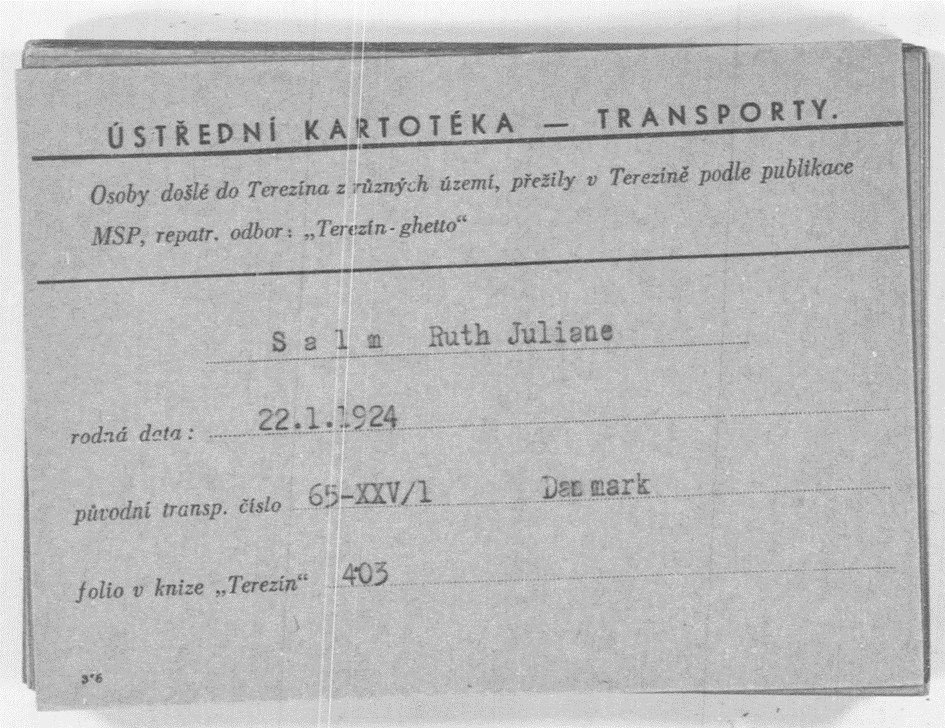 ÚSTŘEDNÍ KARTOTÉKA — TRANSPORTY.
Osoby došlé do Terezína z různých území, přežily v Terezíně podle publikace
MSP, repatr. odbor: „Terezín-ghetto“
Salm Ruth Juliane
rodná data: 22.1.1924
původní transp. číslo 65-XXV/1 Danmark
folio v knize „Terezín“ 403